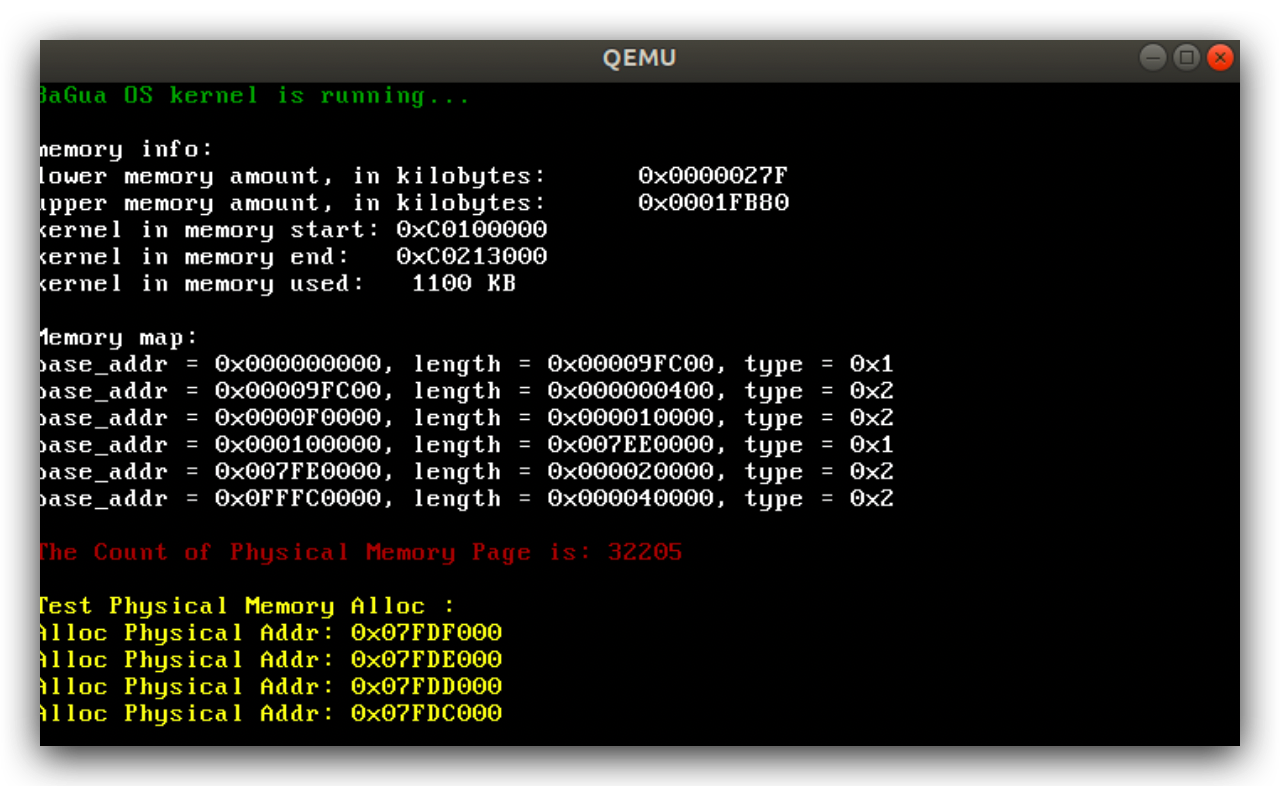 QEMU
BaGua OS kernel is running...
memory info:
lower memory amount, in kilobytes: 0x0000027F
upper memory amount, in kilobytes: 0x0001FB80
kernel in memory start: 0xC0100000
kernel in memory end: 0xC0213000
kernel in memory used: 1100 KB
Memory map:
base_addr = 0x000000000, length = 0x00009FC00, type = 0x1
base_addr = 0x00009FC00, length = 0x000000400, type = 0x2
base_addr = 0x0000F0000, length = 0x000010000, type = 0x2
base_addr = 0x000100000, length = 0x007EE0000, type = 0x1
base_addr = 0x007FE0000, length = 0x000020000, type = 0x2
base_addr = 0x0FFFC0000, length = 0x000040000, type = 0x2
The Count of Physical Memory Page is: 32205
Test Physical Memory Alloc :
Alloc Physical Addr: 0x07FDF000
Alloc Physical Addr: 0x07FDE000
Alloc Physical Addr: 0x07FDD000
Alloc Physical Addr: 0x07FDC000